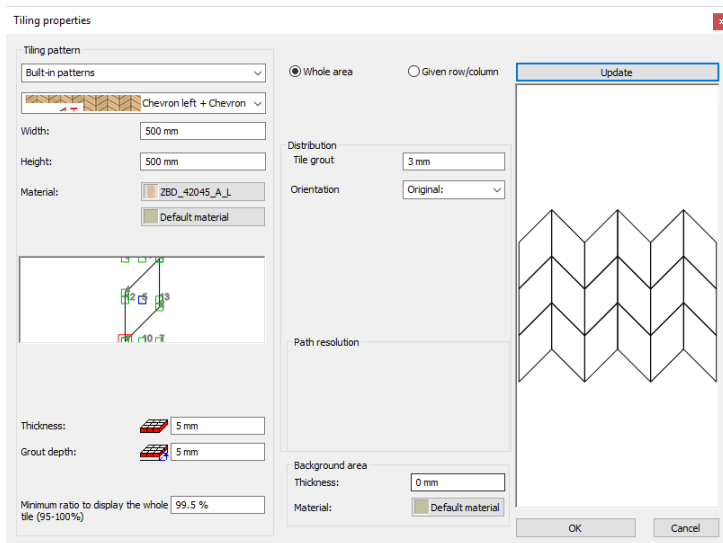 Tiling properties
Tiling pattern
Built-in patterns
Whole area
Given row/column
Update
Chevron left + Chevron
Width:
500 mm
Distribution
Tile grout
3 mm
Height:
500 mm
Orientation
Original:
Material:
ZBD_42045_A_L
Default material
13
10
Path resolution
Thickness:
5 mm
Grout depth:
5 mm
Background area
Thickness:
0 mm
Minimum ratio to display the whole
tile (95-100%)
99.5 %
Material:
Default material
OK
Cancel